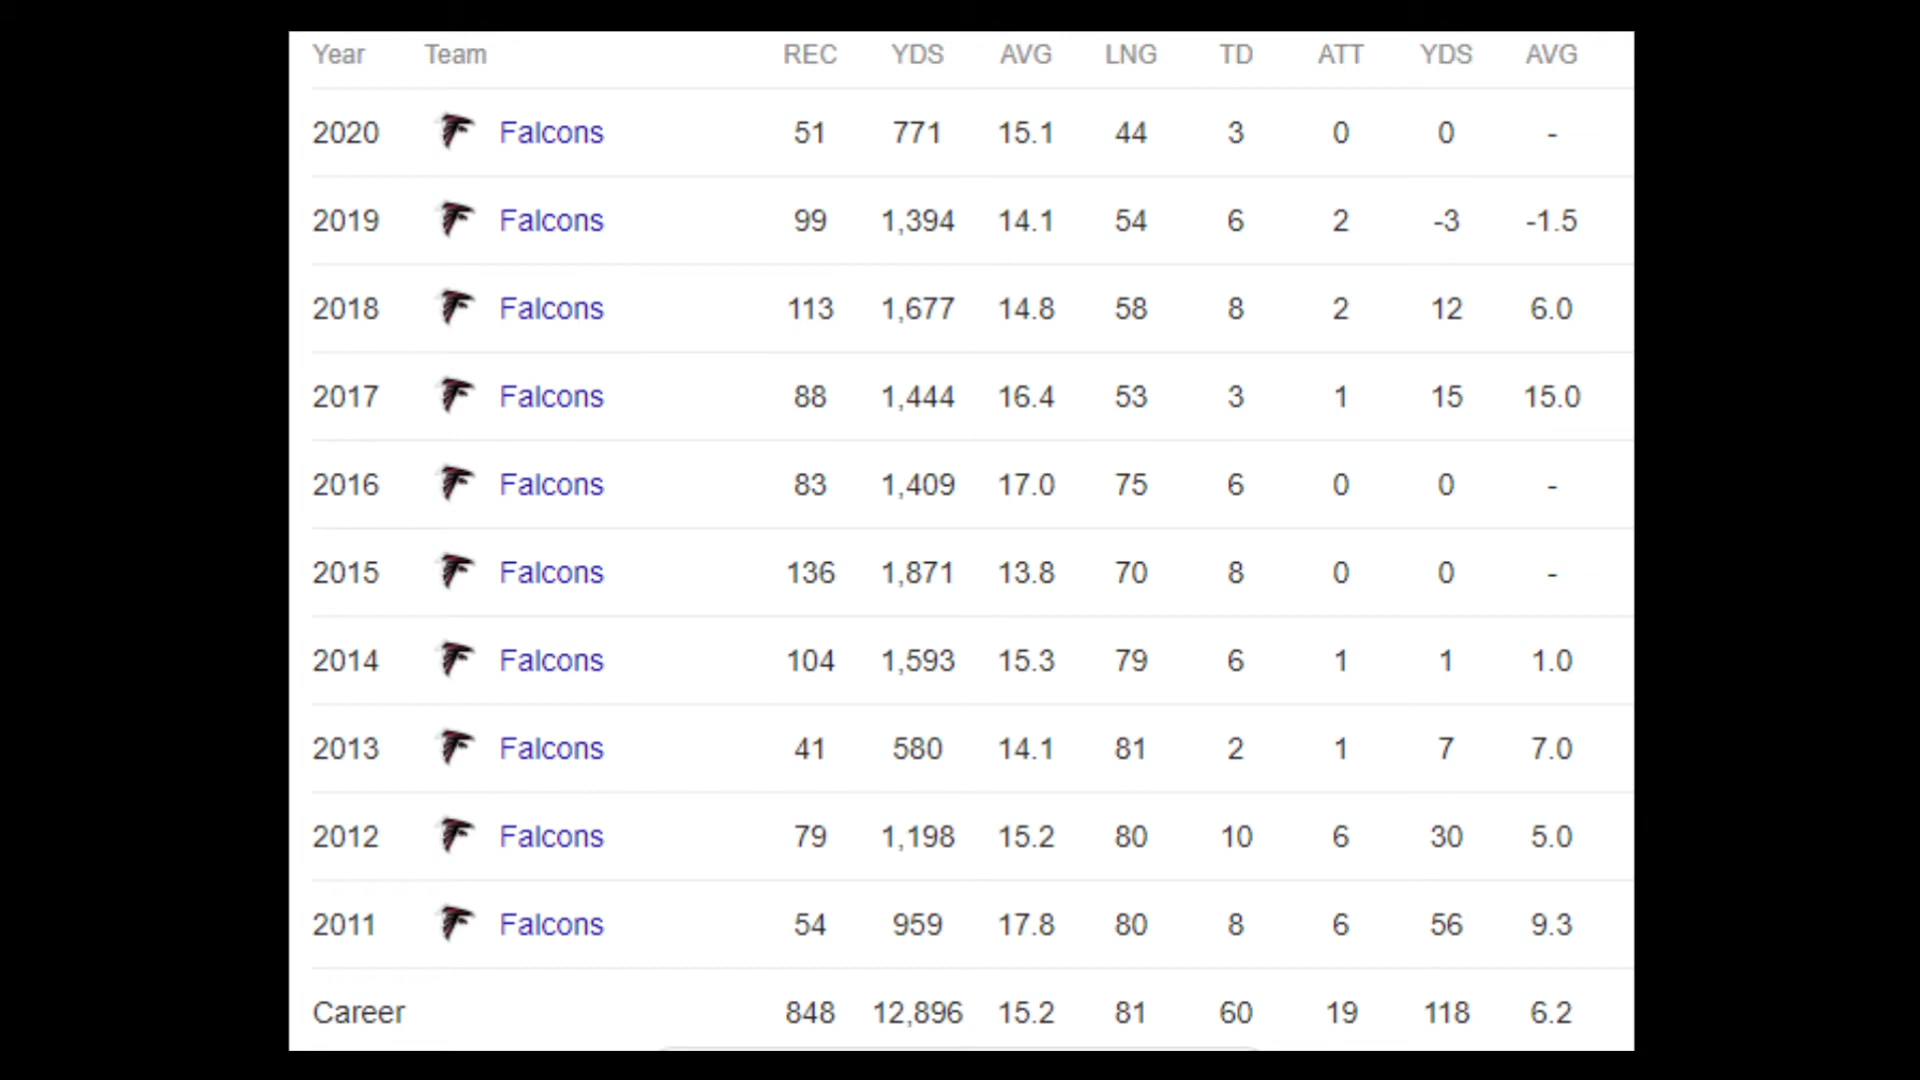 Year Team REC YDS AVG LNG TD ATT YDS AVG
2020 Falcons 51 771 15.1 44 3 0 0 -
2019 Falcons 99 1,394 14.1 54 6 2 -3 -1.5
2018 Falcons 113 1,677 14.8 58 8 2 12 6.0
2017 Falcons 88 1,444 16.4 53 3 1 15 15.0
2016 Falcons 83 1,409 17.0 75 6 0 0 -
2015 Falcons 136 1,871 13.8 70 8 0 0 -
2014 Falcons 104 1,593 15.3 79 6 1 1 1.0
2013 Falcons 41 580 14.1 81 2 1 7 7.0
2012 Falcons 79 1,198 15.2 80 10 6 30 5.0
2011 Falcons 54 959 17.8 80 8 6 56 9.3
Career 848 12,896 15.2 81 60 19 118 6.2